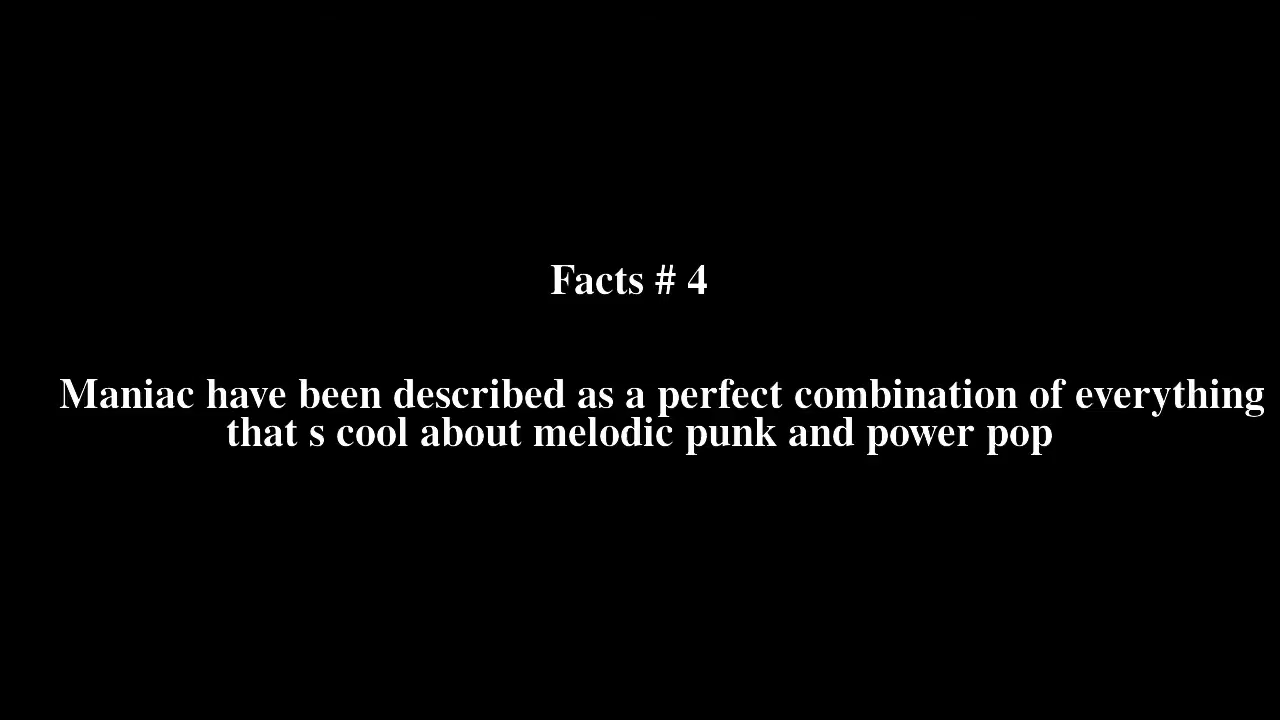 Facts # 4
Maniac have been described as a perfect combination of everything
that s cool about melodic punk and power pop